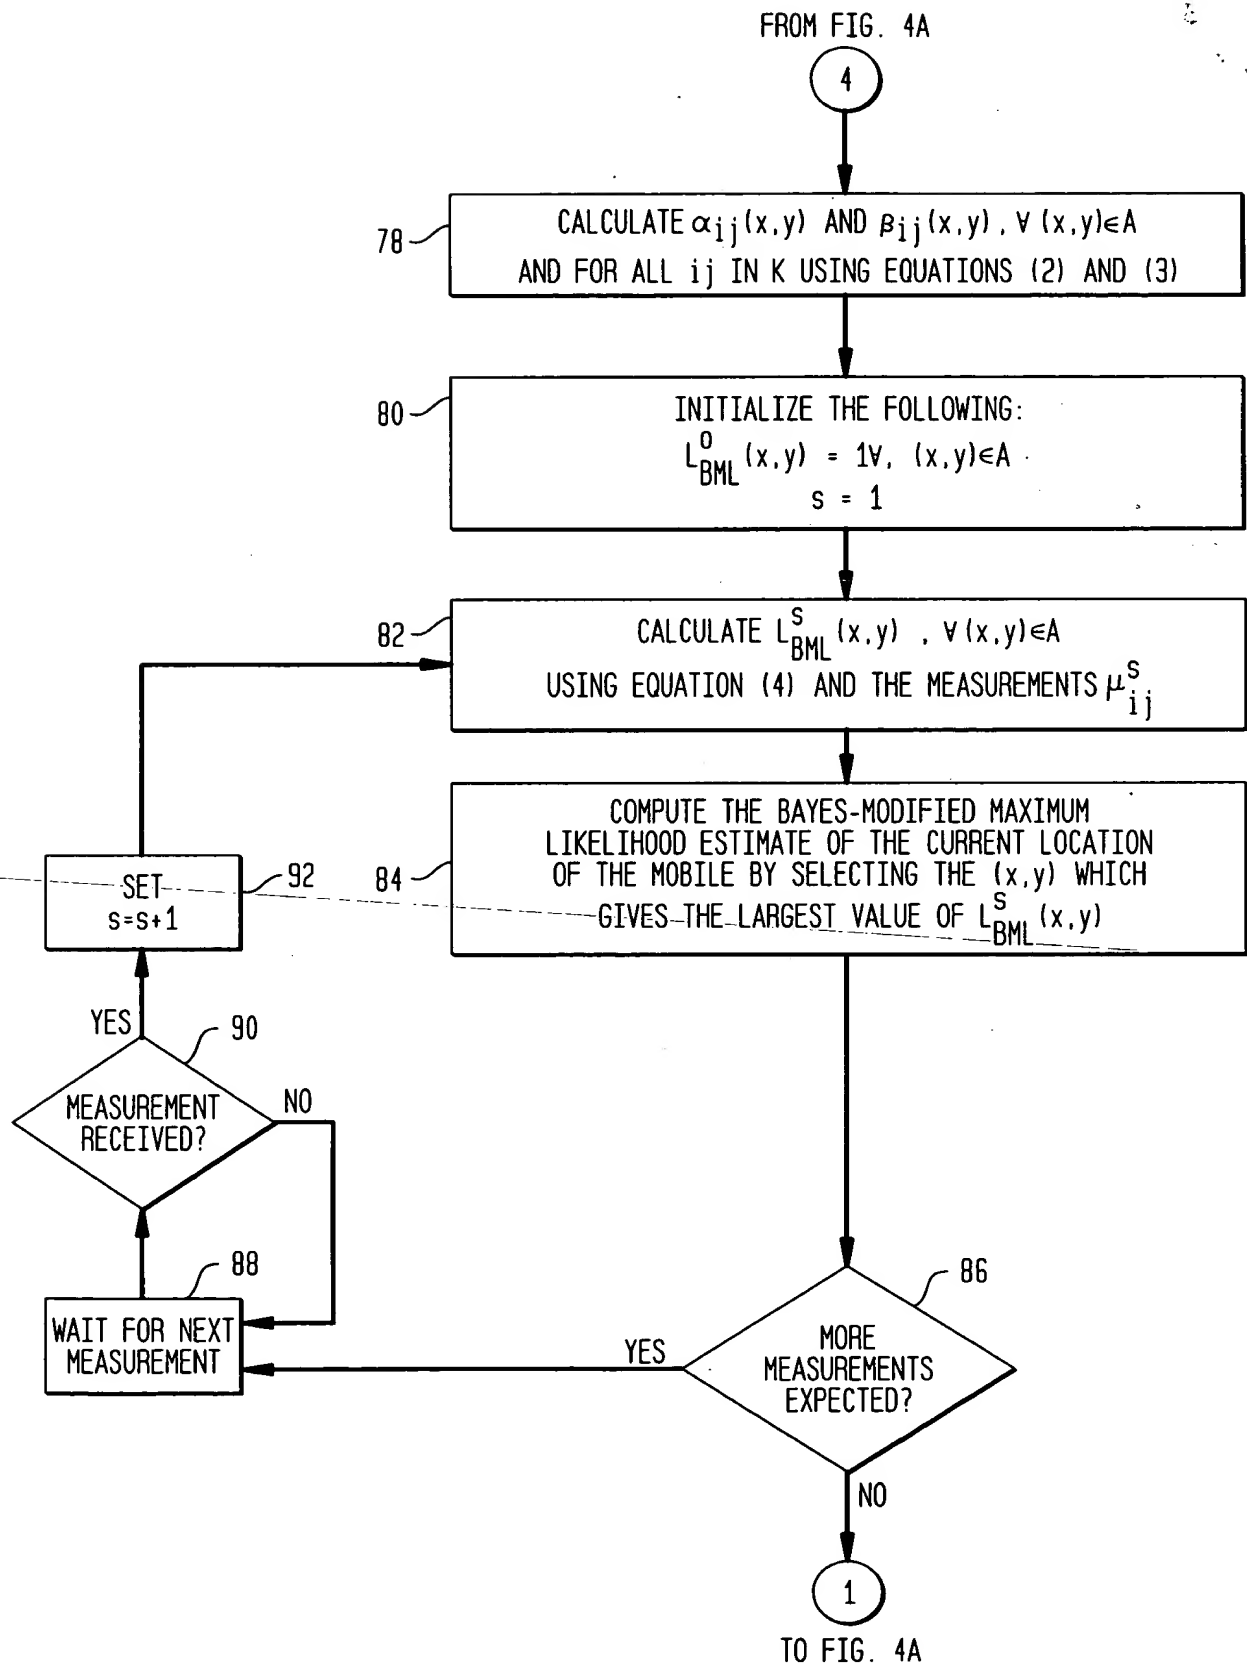 FROM FIG. 4A
4
78
CALCULATE αij(x,y) AND βij(x,y), ∀ (x,y)∈A
AND FOR ALL ij IN K USING EQUATIONS (2) AND (3)
80
INITIALIZE THE FOLLOWING:
L^0_BML (x,y) = 1∀, (x,y)∈A
s = 1
82
CALCULATE L^S_BML (x,y) , ∀(x,y)∈A
USING EQUATION (4) AND THE MEASUREMENTS μ^S_ij
84
COMPUTE THE BAYES-MODIFIED MAXIMUM
LIKELIHOOD ESTIMATE OF THE CURRENT LOCATION
OF THE MOBILE BY SELECTING THE (x,y) WHICH
GIVES THE LARGEST VALUE OF L^S_BML (x,y)
SET
s=s+1
92
YES
90
MEASUREMENT
RECEIVED?
NO
88
WAIT FOR NEXT
MEASUREMENT
YES
86
MORE
MEASUREMENTS
EXPECTED?
NO
1
TO FIG. 4A